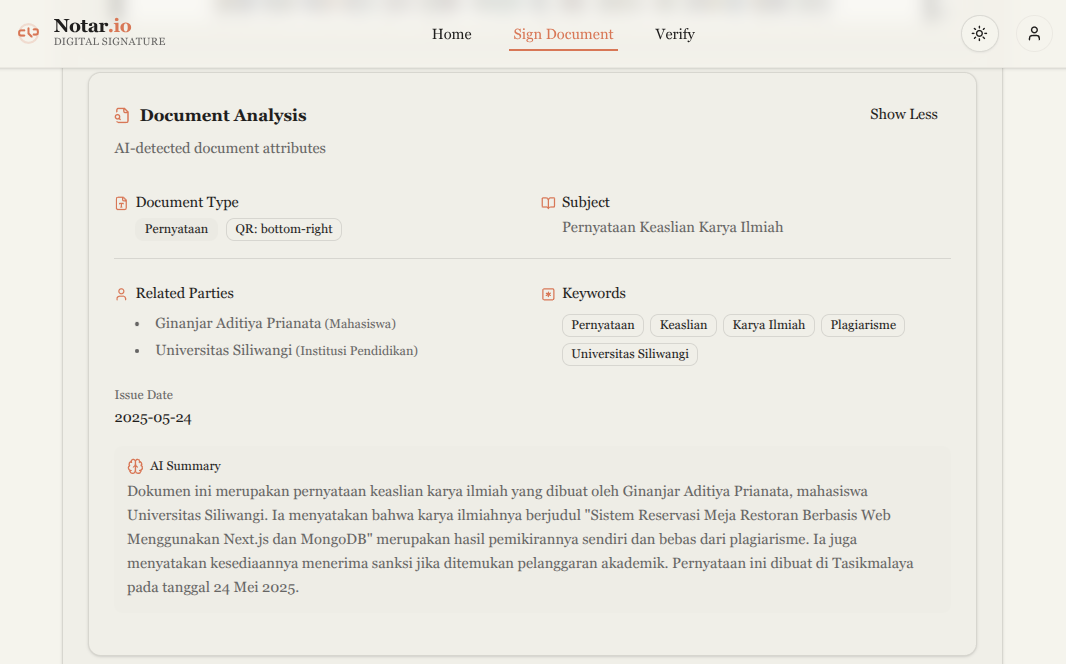 Notar.io
DIGITAL SIGNATURE
Home
Sign Document
Verify
Document Analysis
Show Less
AI-detected document attributes
Document Type
Pernyataan
QR: bottom-right
Subject
Pernyataan Keaslian Karya Ilmiah
Related Parties
• Ginanjar Aditiya Prianata (Mahasiswa)
• Universitas Siliwangi (Institusi Pendidikan)
Keywords
Pernyataan
Keaslian
Karya Ilmiah
Plagiarisme
Universitas Siliwangi
Issue Date
2025-05-24
AI Summary
Dokumen ini merupakan pernyataan keaslian karya ilmiah yang dibuat oleh Ginanjar Aditiya Prianata, mahasiswa
Universitas Siliwangi. Ia menyatakan bahwa karya ilmiahnya berjudul "Sistem Reservasi Meja Restoran Berbasis Web
Menggunakan Next.js dan MongoDB" merupakan hasil pemikirannya sendiri dan bebas dari plagiarisme. Ia juga
menyatakan kesediaannya menerima sanksi jika ditemukan pelanggaran akademik. Pernyataan ini dibuat di Tasikmalaya
pada tanggal 24 Mei 2025.